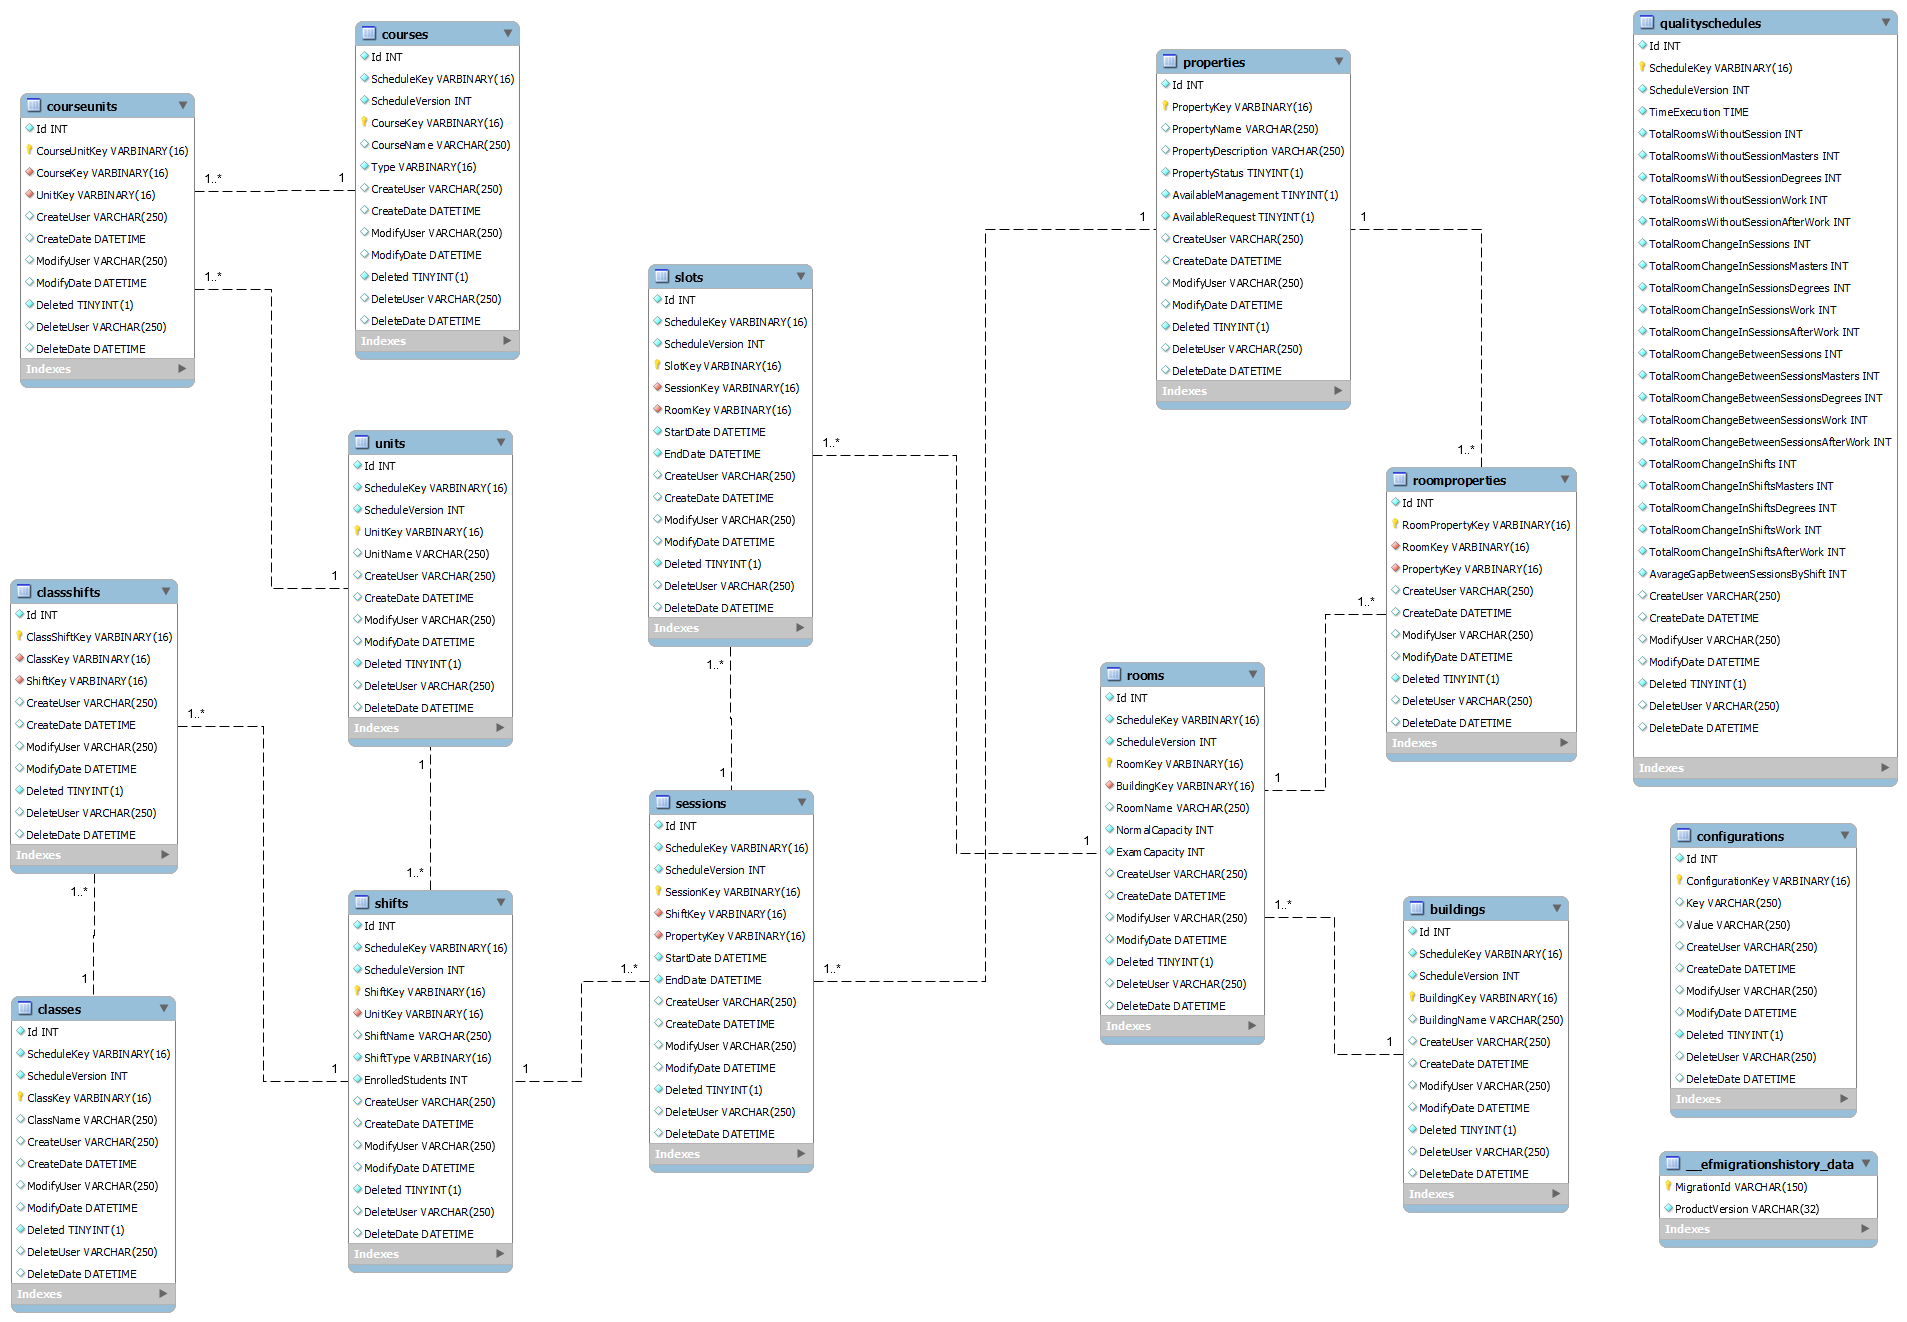 courseunits
Id INT
CourseUnitKey VARBINARY(16)
CourseKey VARBINARY(16)
UnitKey VARBINARY(16)
CreateUser VARCHAR(250)
CreateDate DATETIME
ModifyUser VARCHAR(250)
ModifyDate DATETIME
Deleted TINYINT(1)
DeleteUser VARCHAR(250)
DeleteDate DATETIME
Indexes
1..*
1
1..*
1
courses
Id INT
ScheduleKey VARBINARY(16)
ScheduleVersion INT
CourseKey VARBINARY(16)
CourseName VARCHAR(250)
Type VARBINARY(16)
CreateUser VARCHAR(250)
CreateDate DATETIME
ModifyUser VARCHAR(250)
ModifyDate DATETIME
Deleted TINYINT(1)
DeleteUser VARCHAR(250)
DeleteDate DATETIME
Indexes
units
Id INT
ScheduleKey VARBINARY(16)
ScheduleVersion INT
UnitKey VARBINARY(16)
UnitName VARCHAR(250)
CreateUser VARCHAR(250)
CreateDate DATETIME
ModifyUser VARCHAR(250)
ModifyDate DATETIME
Deleted TINYINT(1)
DeleteUser VARCHAR(250)
DeleteDate DATETIME
Indexes
1
1..*
classshifts
Id INT
ClassShiftKey VARBINARY(16)
ClassKey VARBINARY(16)
ShiftKey VARBINARY(16)
CreateUser VARCHAR(250)
CreateDate DATETIME
ModifyUser VARCHAR(250)
ModifyDate DATETIME
Deleted TINYINT(1)
DeleteUser VARCHAR(250)
DeleteDate DATETIME
Indexes
1..*
1..*
1
1
classes
Id INT
ScheduleKey VARBINARY(16)
ScheduleVersion INT
ClassKey VARBINARY(16)
ClassName VARCHAR(250)
CreateUser VARCHAR(250)
CreateDate DATETIME
ModifyUser VARCHAR(250)
ModifyDate DATETIME
Deleted TINYINT(1)
DeleteUser VARCHAR(250)
DeleteDate DATETIME
Indexes
shifts
Id INT
ScheduleKey VARBINARY(16)
ScheduleVersion INT
ShiftKey VARBINARY(16)
UnitKey VARBINARY(16)
ShiftName VARCHAR(250)
ShiftType VARBINARY(16)
EnrolledStudents INT
CreateUser VARCHAR(250)
CreateDate DATETIME
ModifyUser VARCHAR(250)
ModifyDate DATETIME
Deleted TINYINT(1)
DeleteUser VARCHAR(250)
DeleteDate DATETIME
Indexes
1
1..*
slots
Id INT
ScheduleKey VARBINARY(16)
ScheduleVersion INT
SlotKey VARBINARY(16)
SessionKey VARBINARY(16)
RoomKey VARBINARY(16)
StartDate DATETIME
EndDate DATETIME
CreateUser VARCHAR(250)
CreateDate DATETIME
ModifyUser VARCHAR(250)
ModifyDate DATETIME
Deleted TINYINT(1)
DeleteUser VARCHAR(250)
DeleteDate DATETIME
Indexes
1..*
1..*
1
1
sessions
Id INT
ScheduleKey VARBINARY(16)
ScheduleVersion INT
SessionKey VARBINARY(16)
ShiftKey VARBINARY(16)
PropertyKey VARBINARY(16)
StartDate DATETIME
EndDate DATETIME
CreateUser VARCHAR(250)
CreateDate DATETIME
ModifyUser VARCHAR(250)
ModifyDate DATETIME
Deleted TINYINT(1)
DeleteUser VARCHAR(250)
DeleteDate DATETIME
Indexes
1..*
1
properties
Id INT
PropertyKey VARBINARY(16)
PropertyName VARCHAR(250)
PropertyDescription VARCHAR(250)
PropertyStatus TINYINT(1)
AvailableManagement TINYINT(1)
AvailableRequest TINYINT(1)
CreateUser VARCHAR(250)
CreateDate DATETIME
ModifyUser VARCHAR(250)
ModifyDate DATETIME
Deleted TINYINT(1)
DeleteUser VARCHAR(250)
DeleteDate DATETIME
Indexes
1
1..*
roomproperties
Id INT
RoomPropertyKey VARBINARY(16)
RoomKey VARBINARY(16)
PropertyKey VARBINARY(16)
CreateUser VARCHAR(250)
CreateDate DATETIME
ModifyUser VARCHAR(250)
ModifyDate DATETIME
Deleted TINYINT(1)
DeleteUser VARCHAR(250)
DeleteDate DATETIME
Indexes
1..*
1
rooms
Id INT
ScheduleKey VARBINARY(16)
ScheduleVersion INT
RoomKey VARBINARY(16)
BuildingKey VARBINARY(16)
RoomName VARCHAR(250)
NormalCapacity INT
ExamCapacity INT
CreateUser VARCHAR(250)
CreateDate DATETIME
ModifyUser VARCHAR(250)
ModifyDate DATETIME
Deleted TINYINT(1)
DeleteUser VARCHAR(250)
DeleteDate DATETIME
Indexes
1..*
1
buildings
Id INT
ScheduleKey VARBINARY(16)
ScheduleVersion INT
BuildingKey VARBINARY(16)
BuildingName VARCHAR(250)
CreateUser VARCHAR(250)
CreateDate DATETIME
ModifyUser VARCHAR(250)
ModifyDate DATETIME
Deleted TINYINT(1)
DeleteUser VARCHAR(250)
DeleteDate DATETIME
Indexes
qualityschedules
Id INT
ScheduleKey VARBINARY(16)
ScheduleVersion INT
TimeExecution TIME
TotalRoomsWithoutSession INT
TotalRoomsWithoutSessionMasters INT
TotalRoomsWithoutSessionDegrees INT
TotalRoomsWithoutSessionWork INT
TotalRoomsWithoutSessionAfterWork INT
TotalRoomChangeInSessions INT
TotalRoomChangeInSessionsMasters INT
TotalRoomChangeInSessionsDegrees INT
TotalRoomChangeInSessionsWork INT
TotalRoomChangeInSessionsAfterWork INT
TotalRoomChangeBetweenSessions INT
TotalRoomChangeBetweenSessionsMasters INT
TotalRoomChangeBetweenSessionsDegrees INT
TotalRoomChangeBetweenSessionsWork INT
TotalRoomChangeBetweenSessionsAfterWork INT
TotalRoomChangeInShifts INT
TotalRoomChangeInShiftsMasters INT
TotalRoomChangeInShiftsDegrees INT
TotalRoomChangeInShiftsWork INT
TotalRoomChangeInShiftsAfterWork INT
AvarageGapBetweenSessionsByShift INT
CreateUser VARCHAR(250)
CreateDate DATETIME
ModifyUser VARCHAR(250)
ModifyDate DATETIME
Deleted TINYINT(1)
DeleteUser VARCHAR(250)
DeleteDate DATETIME
Indexes
configurations
Id INT
ConfigurationKey VARBINARY(16)
Key VARCHAR(250)
Value VARCHAR(250)
CreateUser VARCHAR(250)
CreateDate DATETIME
ModifyUser VARCHAR(250)
ModifyDate DATETIME
Deleted TINYINT(1)
DeleteUser VARCHAR(250)
DeleteDate DATETIME
Indexes
__efmigrationshistory_data
MigrationId VARCHAR(150)
ProductVersion VARCHAR(32)
Indexes